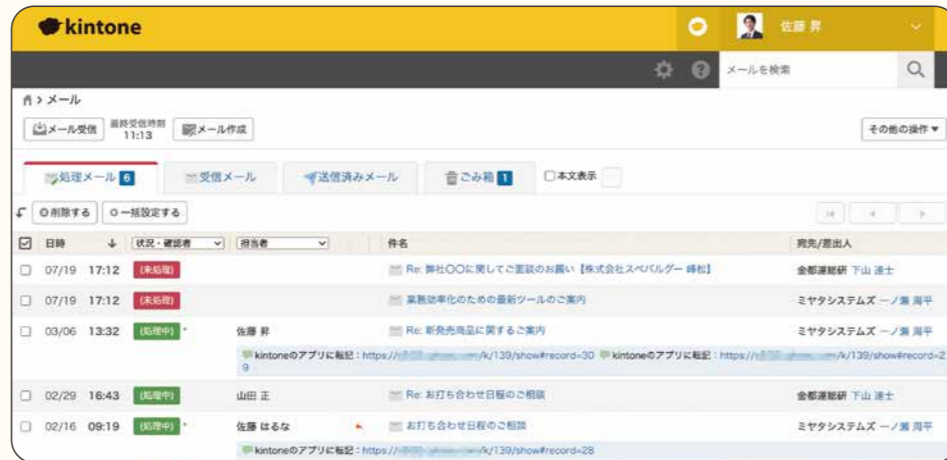 kintone
佐藤 昇
メールを検索
メール
メール受信 最終受信時刻 11:13 メール作成 その他の操作▼
処理メール 6 受信メール 送信済みメール ごみ箱 1 本文表示
削除する 一括設定する
日時 ↓ 状況・確認者 担当者 件名 宛先/差出人
07/19 17:12 (未処理) Re: 弊社〇〇に関してご面談のお願い【株式会社スペバルグー 峰松】 金都運総研 下山 達士
07/19 17:12 (未処理) 業務効率化のための最新ツールのご案内 ミヤタシステムズ 一ノ瀬 周平
03/06 13:32 (処理中) * 佐藤 昇 Re: 新発売商品に関するご案内 ミヤタシステムズ 一ノ瀬 周平
kintoneのアプリに転記：https:// /k/139/show#record=30 kintoneのアプリに転記：https:// /k/139/show#record=2
9
02/29 16:43 (処理中) 山田 正 Re: お打ち合わせ日程のご相談 金都運総研 下山 達士
02/16 09:19 (処理中) * 佐藤 はるな お打ち合わせ日程のご相談 ミヤタシステムズ 一ノ瀬 周平
kintoneのアプリに転記：https:// /k/139/show#record=28